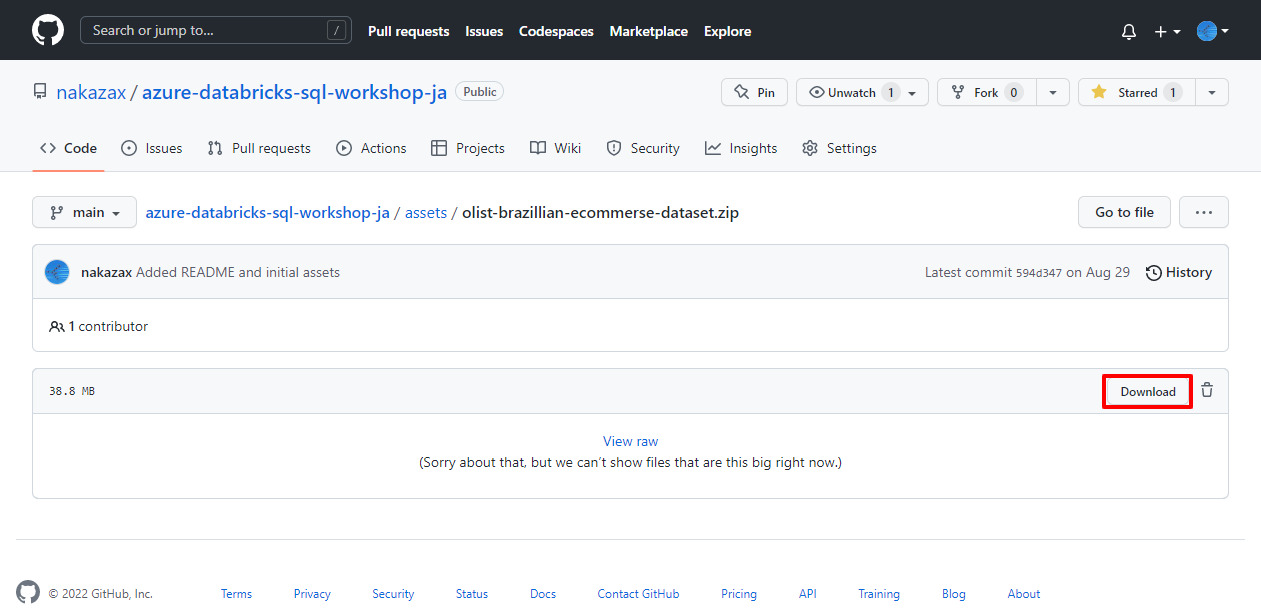 Search or jump to... / Pull requests Issues Codespaces Marketplace Explore
nakazax / azure-databricks-sql-workshop-ja Public Pin Unwatch 1 Fork 0 Starred 1
Code Issues Pull requests Actions Projects Wiki Security Insights Settings
main azure-databricks-sql-workshop-ja / assets / olist-brazillian-ecommerse-dataset.zip Go to file ...
nakazax Added README and initial assets Latest commit 594d347 on Aug 29 History
1 contributor
38.8 MB Download
View raw
(Sorry about that, but we can't show files that are this big right now.)
© 2022 GitHub, Inc. Terms Privacy Security Status Docs Contact GitHub Pricing API Training Blog About